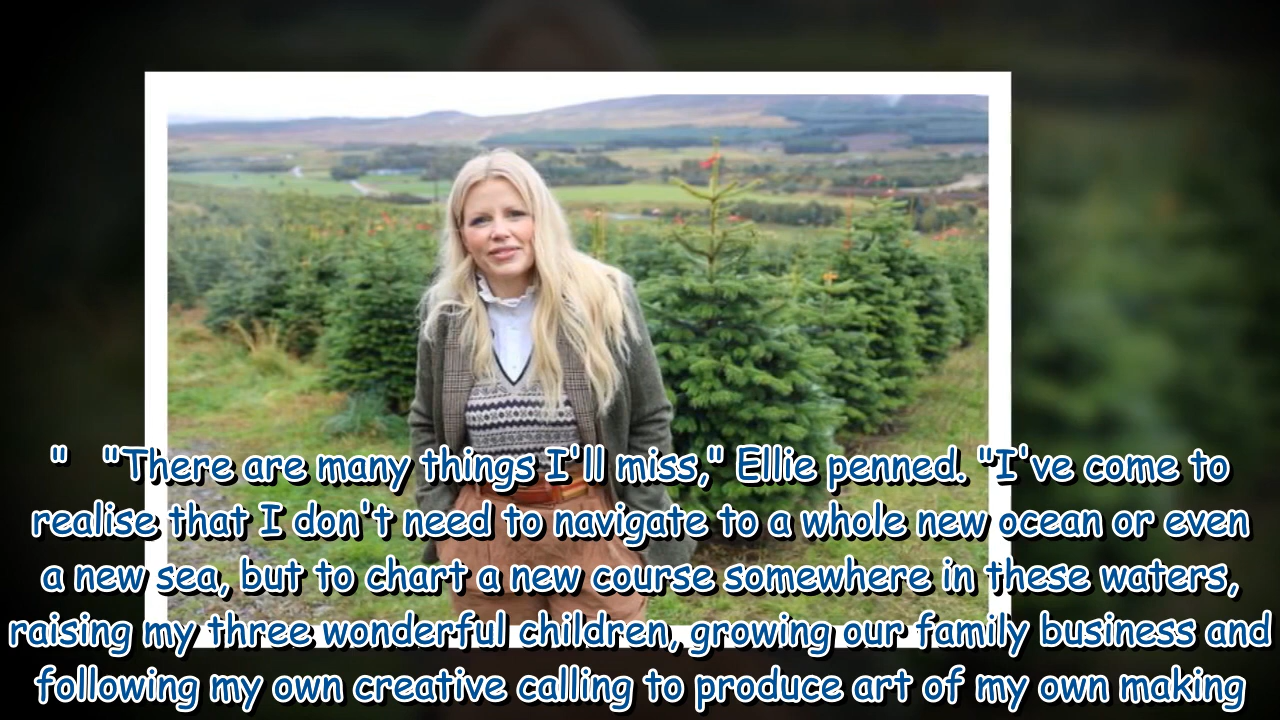 "   "There are many things I'll miss," Ellie penned. "I've come to
realise that I don't need to navigate to a whole new ocean or even
a new sea, but to chart a new course somewhere in these waters,
raising my three wonderful children, growing our family business and
following my own creative calling to produce art of my own making